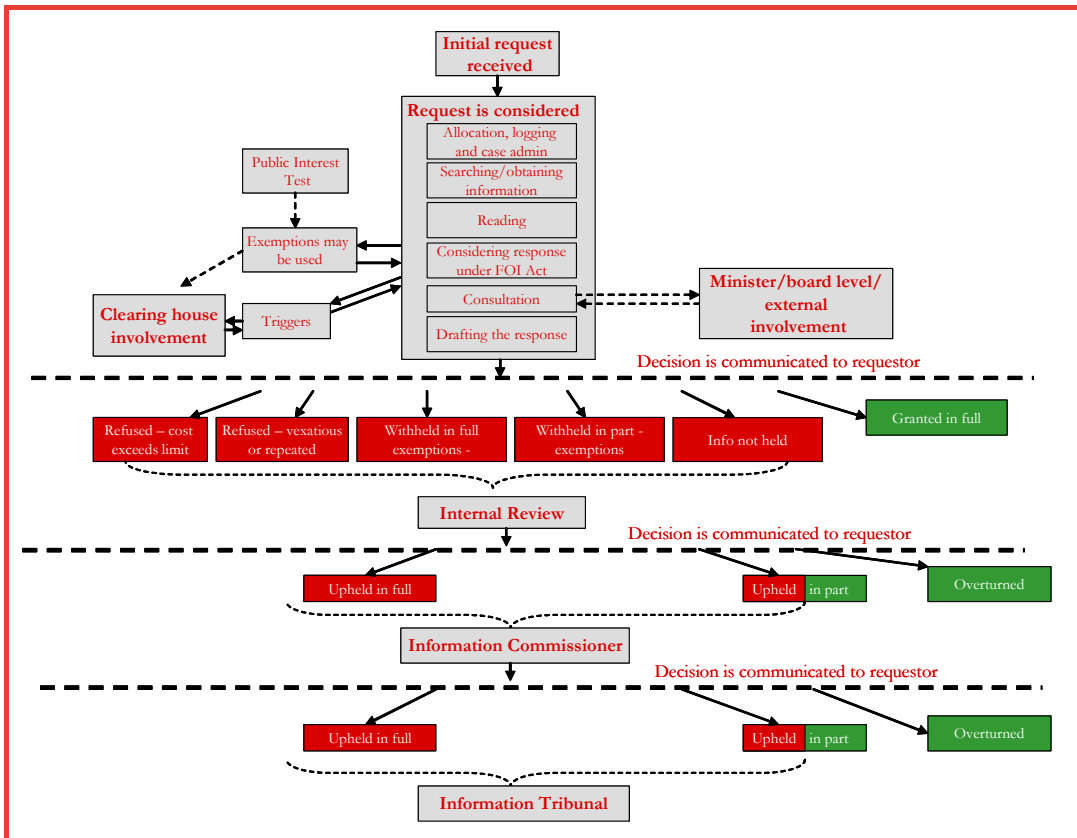 Initial request
received
Request is considered
Allocation, logging
and case admin
Public Interest
Test
Searching/obtaining
information
Reading
Exemptions may
be used
Considering response
under FOI Act
Minister/board level/
external
involvement
Consultation
Clearing house
involvement
Triggers
Drafting the response
Decision is communicated to requestor
Refused – cost
exceeds limit
Refused – vexatious
or repeated
Withheld in full
exemptions -
Withheld in part -
exemptions
Info not held
Granted in full
Internal Review
Decision is communicated to requestor
Upheld in full
Upheld in part
Overturned
Information Commissioner
Decision is communicated to requestor
Upheld in full
Upheld in part
Overturned
Information Tribunal